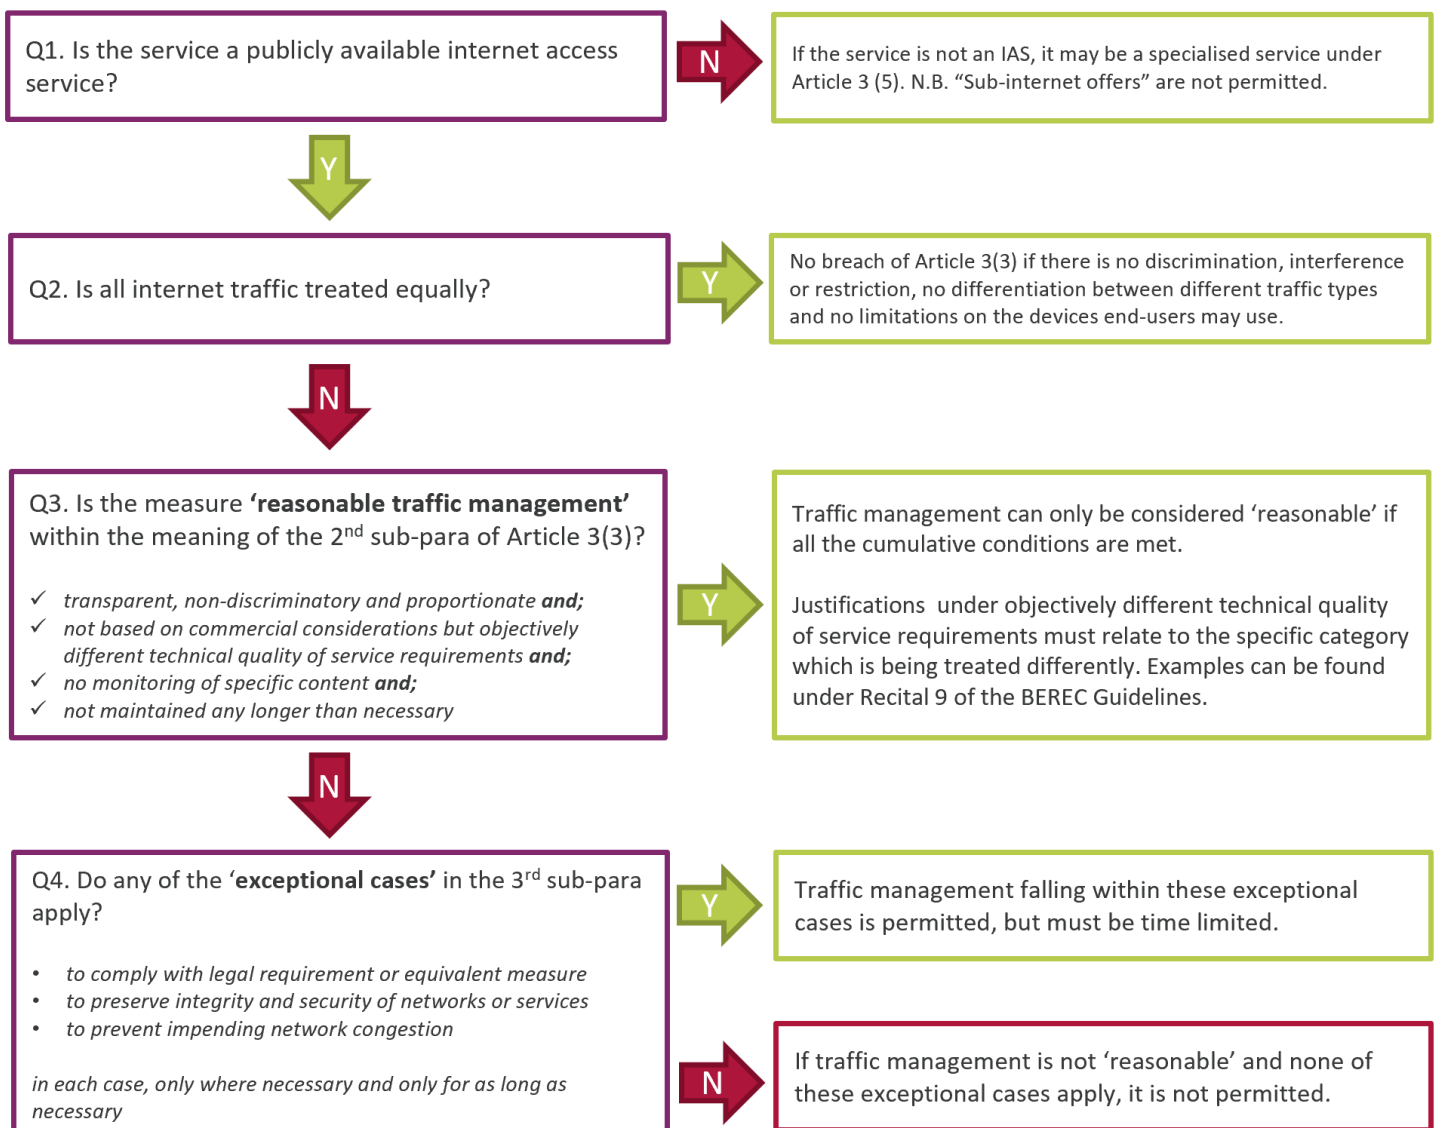 Q1. Is the service a publicly available internet access
service?
N
If the service is not an IAS, it may be a specialised service under
Article 3 (5). N.B. “Sub-internet offers” are not permitted.
Y
Q2. Is all internet traffic treated equally?
Y
No breach of Article 3(3) if there is no discrimination, interference
or restriction, no differentiation between different traffic types
and no limitations on the devices end-users may use.
N
Q3. Is the measure ‘reasonable traffic management’
within the meaning of the 2nd sub-para of Article 3(3)?
✓ transparent, non-discriminatory and proportionate and;
✓ not based on commercial considerations but objectively
different technical quality of service requirements and;
✓ no monitoring of specific content and;
✓ not maintained any longer than necessary
Y
Traffic management can only be considered ‘reasonable’ if
all the cumulative conditions are met.
Justifications  under objectively different technical quality
of service requirements must relate to the specific category
which is being treated differently. Examples can be found
under Recital 9 of the BEREC Guidelines.
N
Q4. Do any of the ‘exceptional cases’ in the 3rd sub-para
apply?
• to comply with legal requirement or equivalent measure
• to preserve integrity and security of networks or services
• to prevent impending network congestion
in each case, only where necessary and only for as long as
necessary
Y
Traffic management falling within these exceptional
cases is permitted, but must be time limited.
N
If traffic management is not ‘reasonable’ and none of
these exceptional cases apply, it is not permitted.